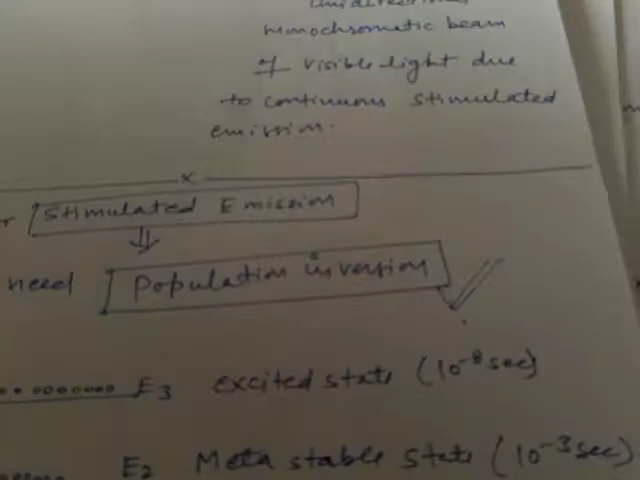 monochromatic beam
of visible light due
to continuous stimulated
emission.
x
r Stimulated Emission
need Population inversion
E3 excited state (10⁻⁸ sec)
E2 Meta stable state (10⁻³ sec)